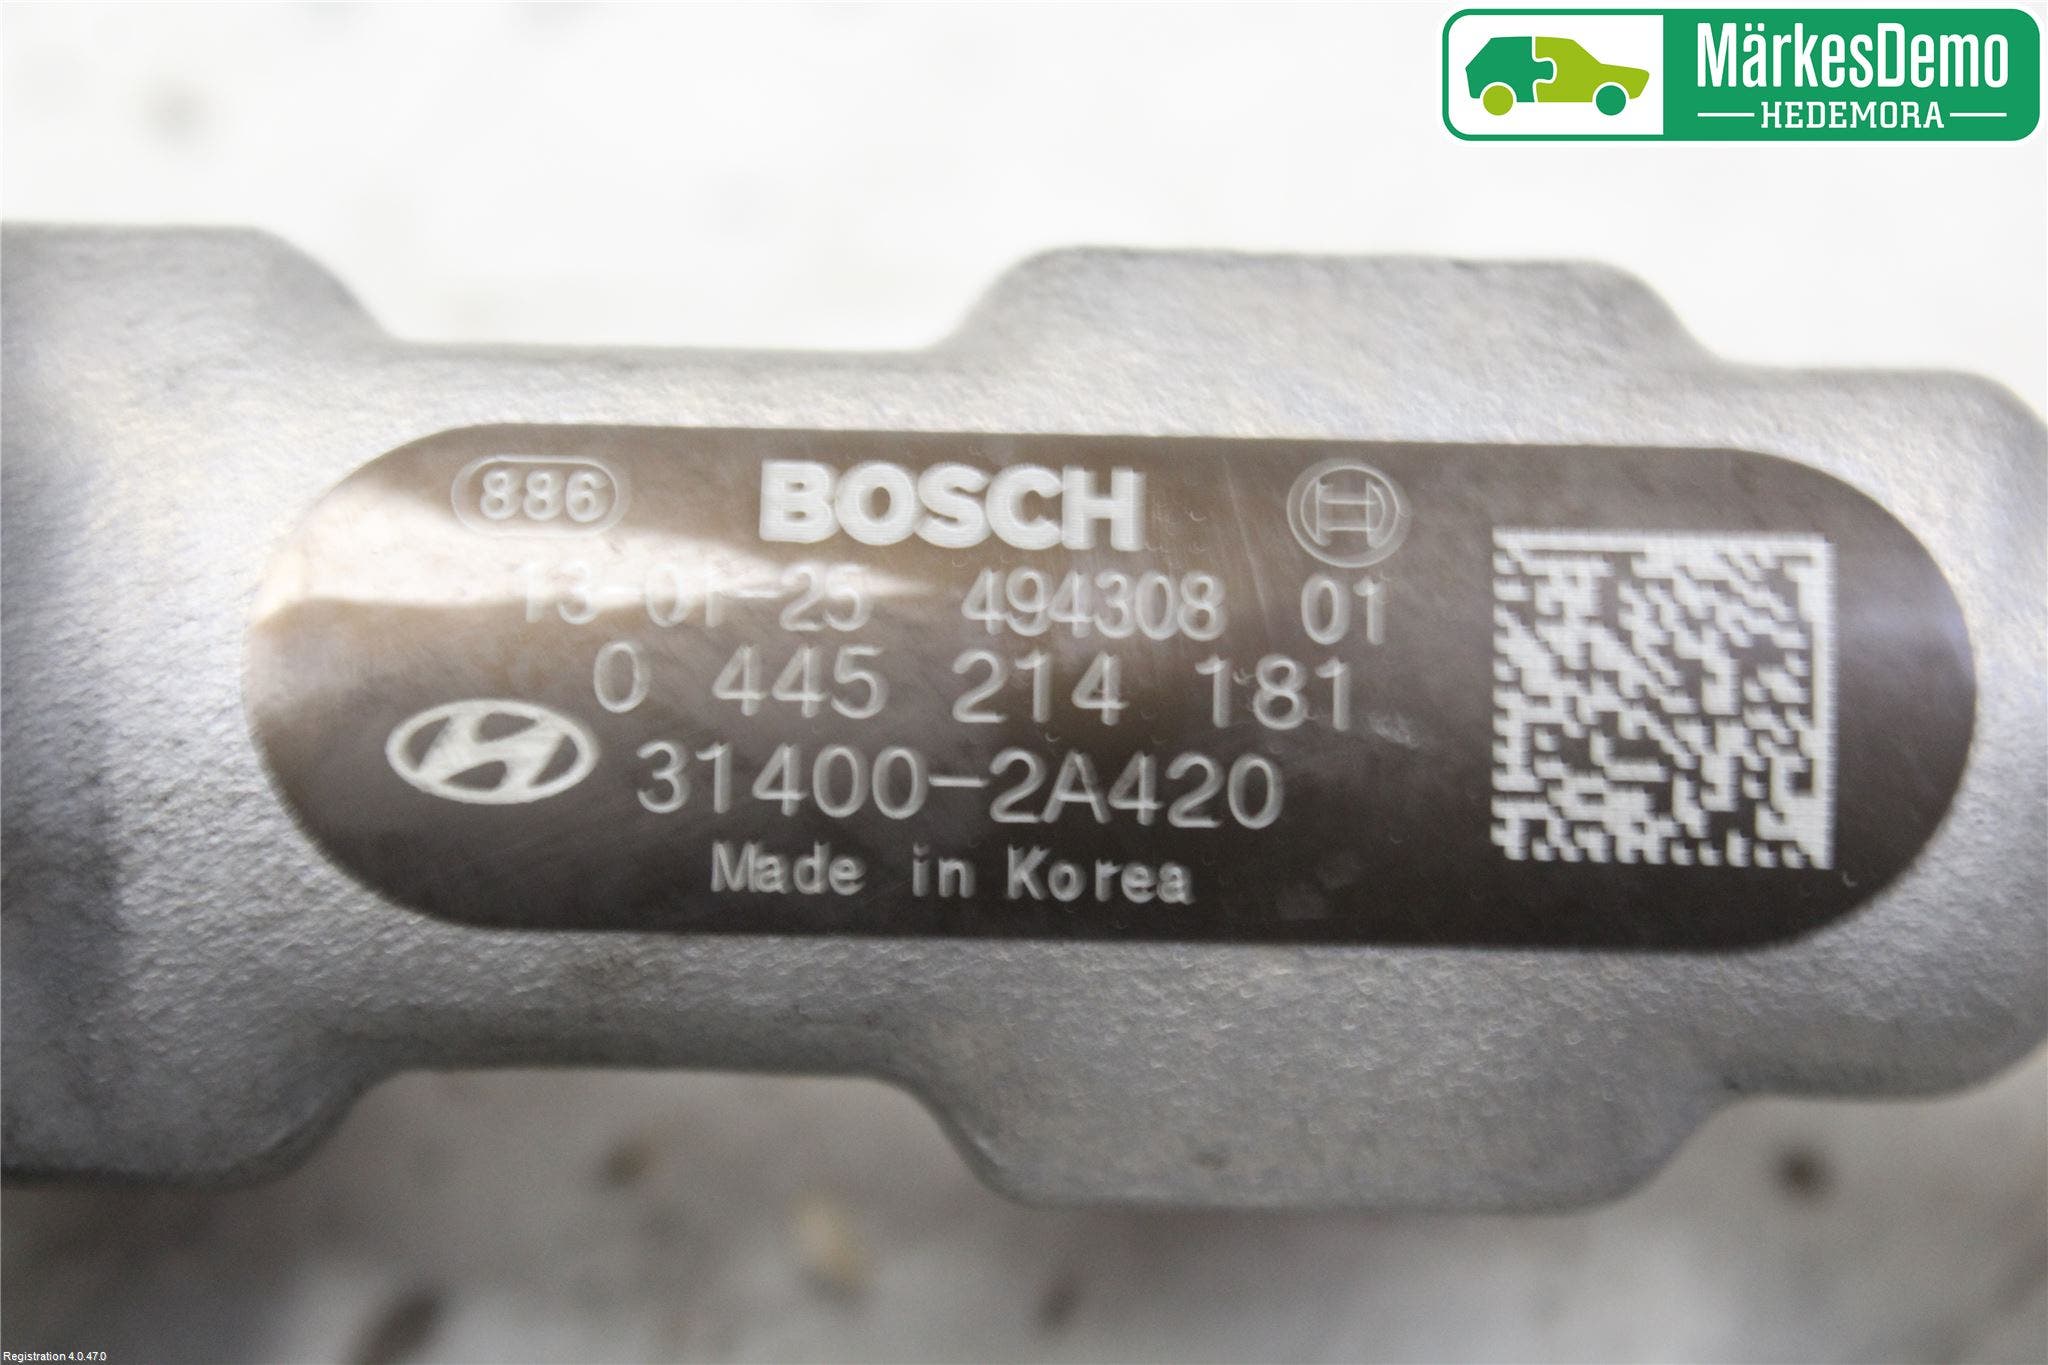 MärkesDemo
HEDEMORA
886 BOSCH
13-01-25 494308 01
0 445 214 181
31400-2A420
Made in Korea
Registration 4.0.47.0